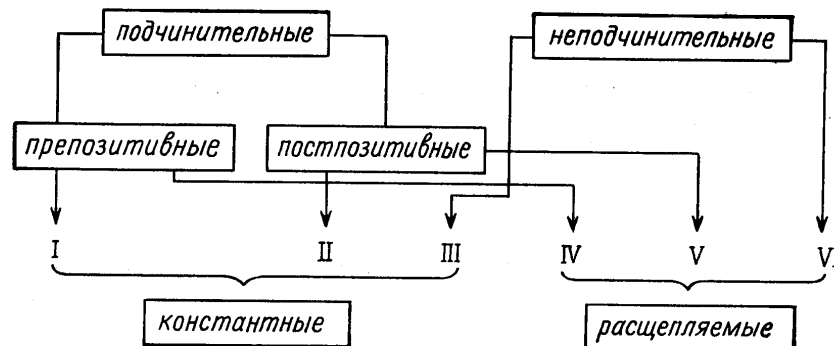 подчинительные неподчинительные
препозитивные постпозитивные
I II III IV V
константные расщепляемые